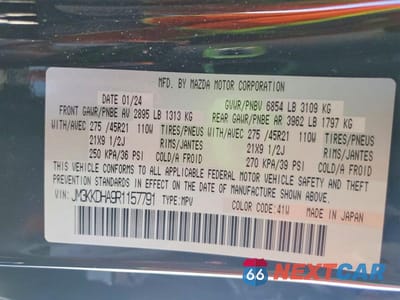 MFD. BY MAZDA MOTOR CORPORATION
DATE 01/24 GVWR/PNBV 6854 LB 3109 KG
FRONT GAWR/PNBE AV 2895 LB 1313 KG REAR GAWR/PNBE AR 3962 LB 1797 KG
WITH/AVEC 275 /45R21 110W TIRES/PNEUS WITH/AVEC 275 /45R21 110W TIRES/PNEUS
21X9 1/2J RIMS/JANTES 21X9 1/2J RIMS/JANTES
250 KPA/36 PSI COLD/A FROID 270 KPA/39 PSI COLD/A FROID
THIS VEHICLE CONFORMS TO ALL APPLICABLE FEDERAL MOTOR VEHICLE SAFETY AND
THEFT PREVENTION STANDARDS IN EFFECT ON THE DATE OF MANUFACTURE SHOWN ABOVE.
VIN: JM3KKDHA9R1157791 TYPE:MPV COLOR CODE:41W MADE IN JAPAN
66 NEXTCAR